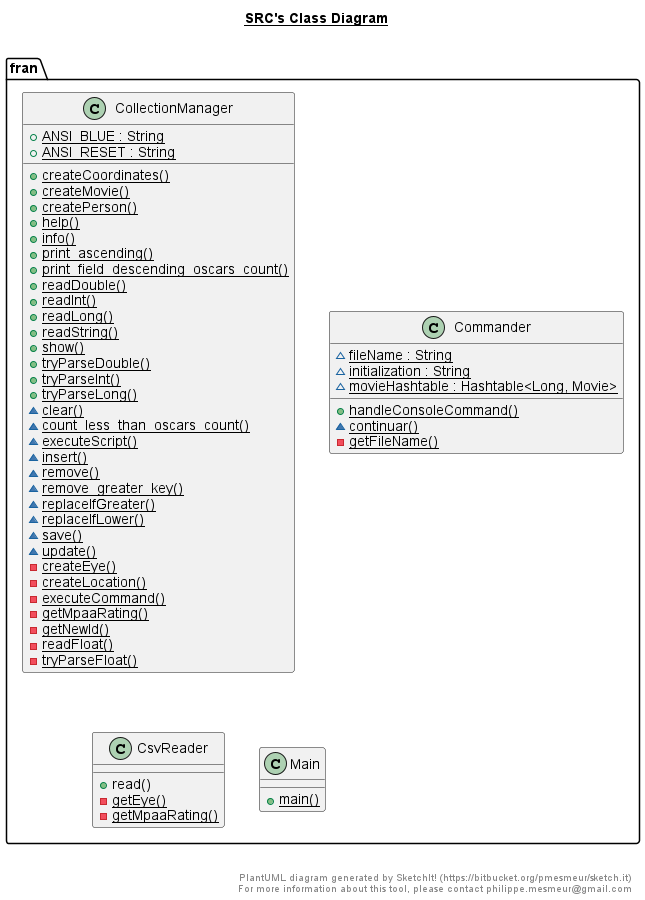 SRC's Class Diagram
fran
C CollectionManager
ANSI_BLUE : String
ANSI_RESET : String
createCoordinates()
createMovie()
createPerson()
help()
info()
print_ascending()
print_field_descending_oscars_count()
readDouble()
readInt()
readLong()
readString()
show()
tryParseDouble()
tryParseInt()
tryParseLong()
clear()
count_less_than_oscars_count()
executeScript()
insert()
remove()
remove_greater_key()
replaceIfGreater()
replaceIfLower()
save()
update()
createEye()
createLocation()
executeCommand()
getMpaaRating()
getNewId()
readFloat()
tryParseFloat()
C Commander
fileName : String
initialization : String
movieHashtable : Hashtable<Long, Movie>
handleConsoleCommand()
continuar()
getFileName()
C CsvReader
read()
getEye()
getMpaaRating()
C Main
main()
PlantUML diagram generated by SketchIt! (https://bitbucket.org/pmesmeur/sketch.it)
For more information about this tool, please contact philippe.mesmeur@gmail.com